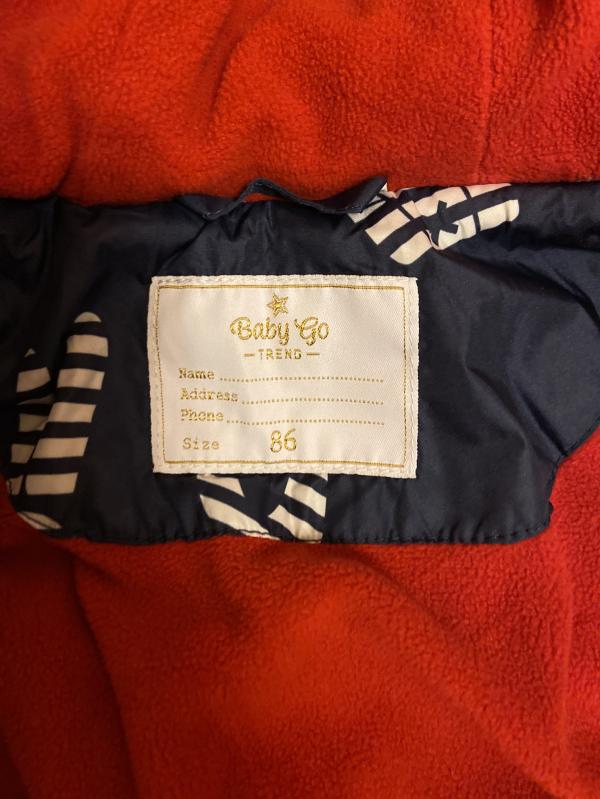 Baby Go
— TREND —
Name ........................................
Address ...................................
Phone ......................................
Size 86